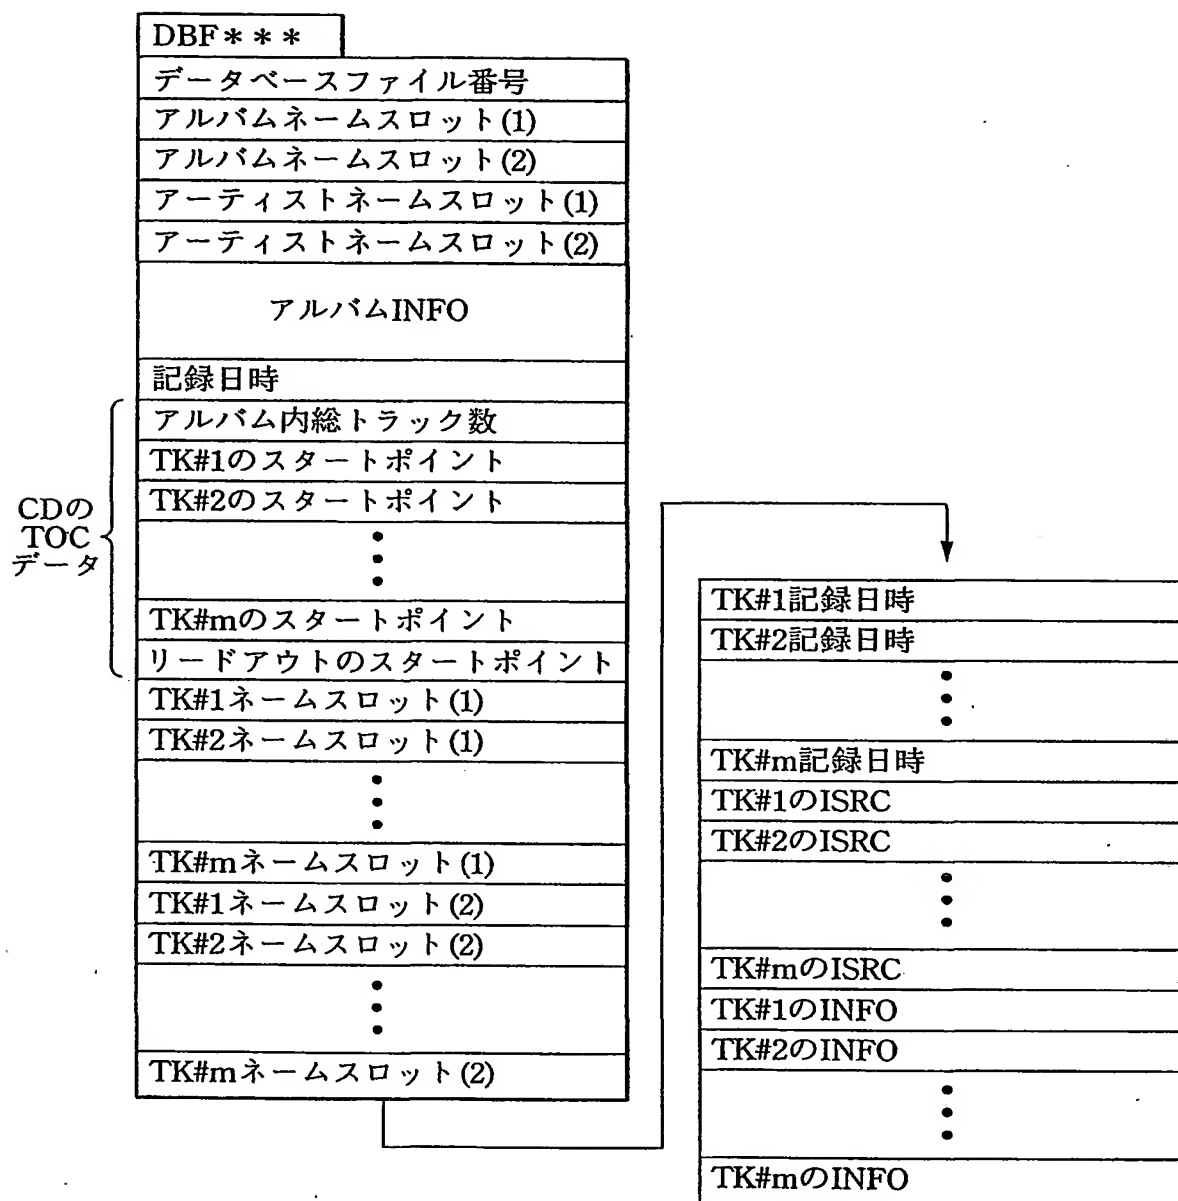 DBF＊＊＊
データベースファイル番号
アルバムネームスロット(1)
アルバムネームスロット(2)
アーティストネームスロット(1)
アーティストネームスロット(2)
アルバムINFO
記録日時
アルバム内総トラック数
TK#1のスタートポイント
TK#2のスタートポイント
TK#mのスタートポイント
リードアウトのスタートポイント
CDの
TOC
データ
TK#1ネームスロット(1)
TK#2ネームスロット(1)
TK#mネームスロット(1)
TK#1ネームスロット(2)
TK#2ネームスロット(2)
TK#mネームスロット(2)
TK#1記録日時
TK#2記録日時
TK#m記録日時
TK#1のISRC
TK#2のISRC
TK#mのISRC
TK#1のINFO
TK#2のINFO
TK#mのINFO